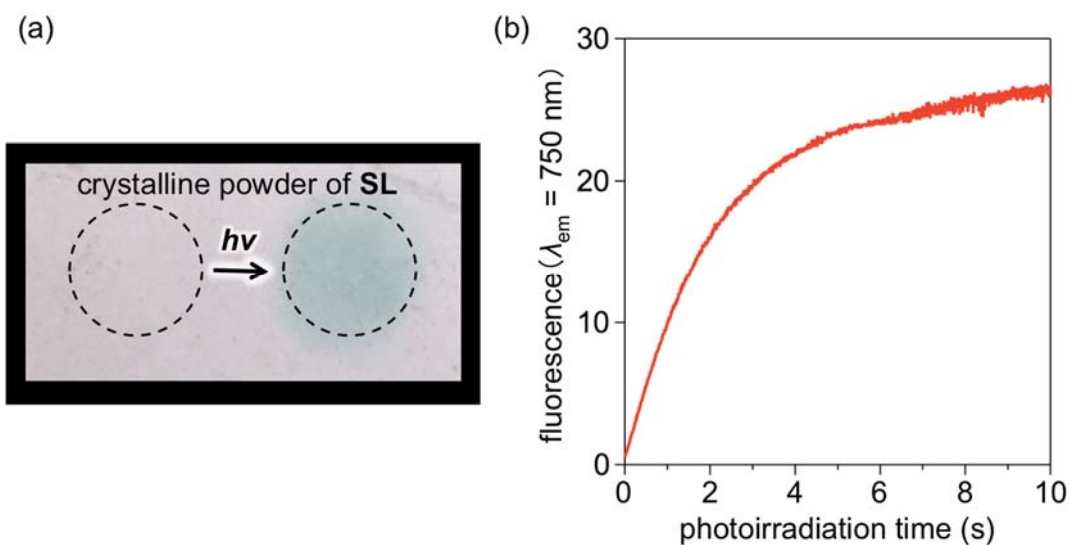 (a)
crystalline powder of SL
hν
(b)
30
20
10
0
fluorescence (λem = 750 nm)
0 2 4 6 8 10
photoirradiation time (s)